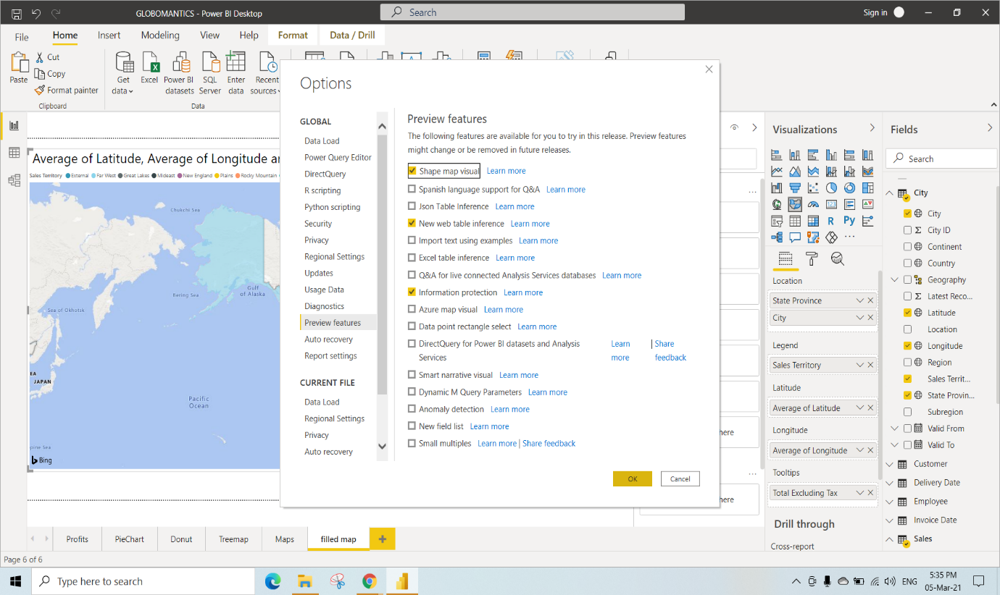 GLOBOMANTICS - Power BI Desktop
Search
Sign in
File
Home
Insert
Modeling
View
Help
Format
Data / Drill
Paste
Cut
Copy
Format painter
Clipboard
Get
data
Excel
Power BI
datasets
SQL
Server
Enter
data
Recent
sources
Data
Average of Latitude, Average of Longitude an
Sales Territory External Far West Great Lakes Mideast New England Plains Rocky Mountain
Chukchi Sea
Bering Sea
Gulf
of Alaska
Sea of Okhotsk
EA
JAPAN
Pacific
Ocean
pine Sea
Bing
Options
GLOBAL
Data Load
Power Query Editor
DirectQuery
R scripting
Python scripting
Security
Privacy
Regional Settings
Updates
Usage Data
Diagnostics
Preview features
Auto recovery
Report settings
CURRENT FILE
Data Load
Regional Settings
Privacy
Auto recovery
Preview features
The following features are available for you to try in this release. Preview features
might change or be removed in future releases.
Shape map visual Learn more
Spanish language support for Q&A Learn more
Json Table Inference Learn more
New web table inference Learn more
Import text using examples Learn more
Excel table inference Learn more
Q&A for live connected Analysis Services databases Learn more
Information protection Learn more
Azure map visual Learn more
Data point rectangle select Learn more
DirectQuery for Power BI datasets and Analysis
Services
Learn
more
| Share
feedback
Smart narrative visual Learn more
Dynamic M Query Parameters Learn more
Anomaly detection Learn more
New field list Learn more
Small multiples Learn more | Share feedback
OK
Cancel
here
here
Visualizations
R
Py
123
...
Location
State Province
City
Legend
Sales Territory
Latitude
Average of Latitude
Longitude
Average of Longitude
Tooltips
Total Excluding Tax
Drill through
Cross-report
Fields
Search
City
City
City ID
Continent
Country
Geography
Latest Reco...
Latitude
Location
Longitude
Region
Sales Territ...
State Provin...
Subregion
Valid From
Valid To
Customer
Delivery Date
Employee
Invoice Date
Sales
Profits
PieChart
Donut
Treemap
Maps
filled map
+
Page 6 of 6
Type here to search
ENG
5:35 PM
05-Mar-21